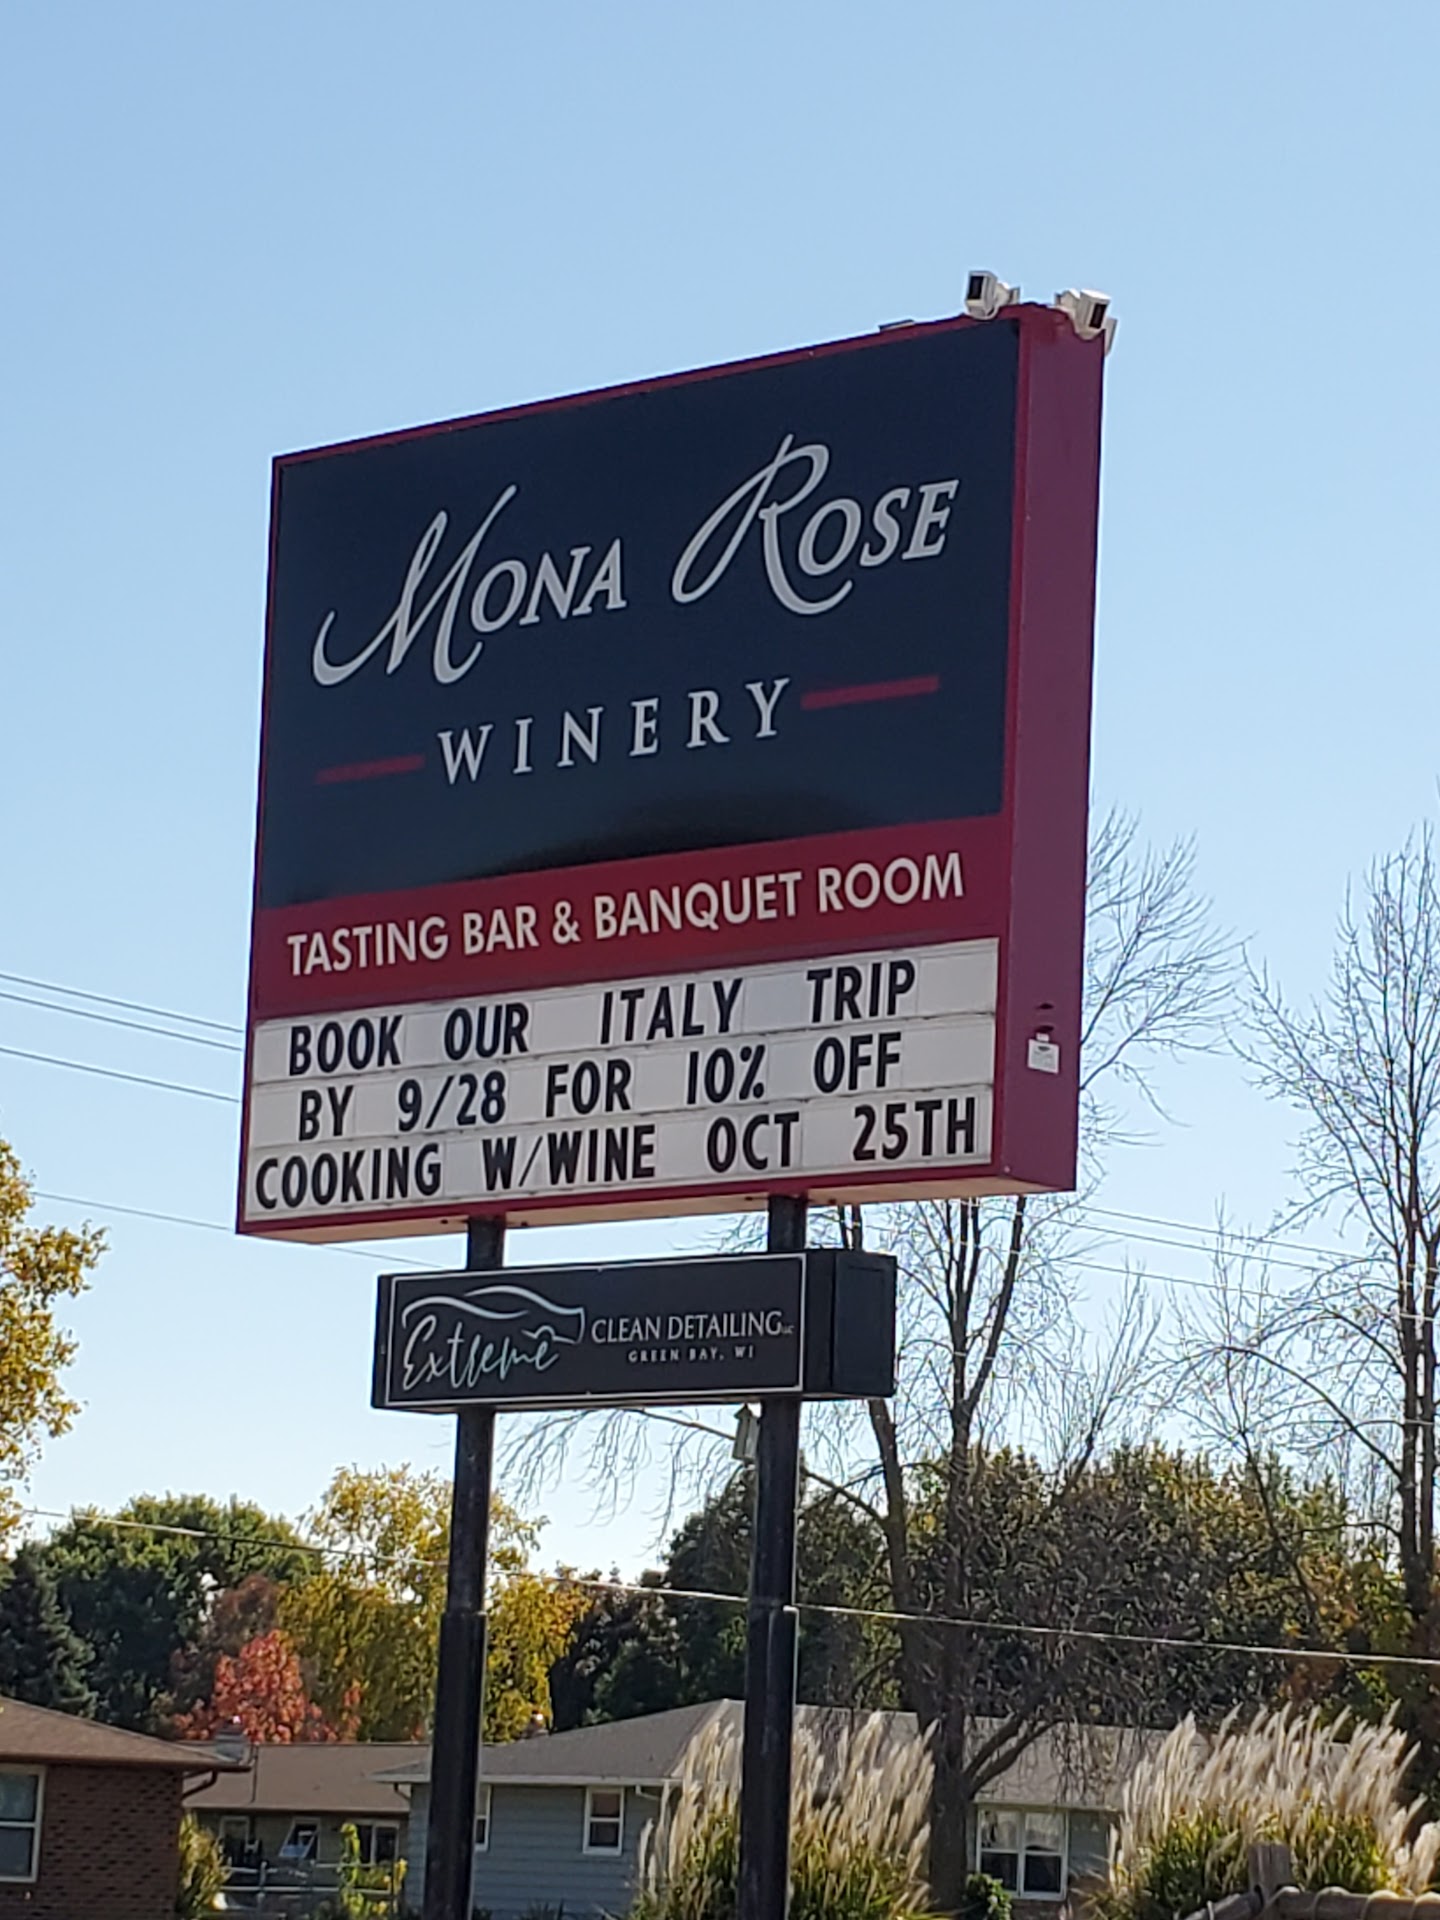 Mona Rose
WINERY
TASTING BAR & BANQUET ROOM
BOOK OUR ITALY TRIP
BY 9/28 FOR 10% OFF
COOKING W/WINE OCT 25TH
Extreme CLEAN DETAILING LLC
GREEN BAY, WI